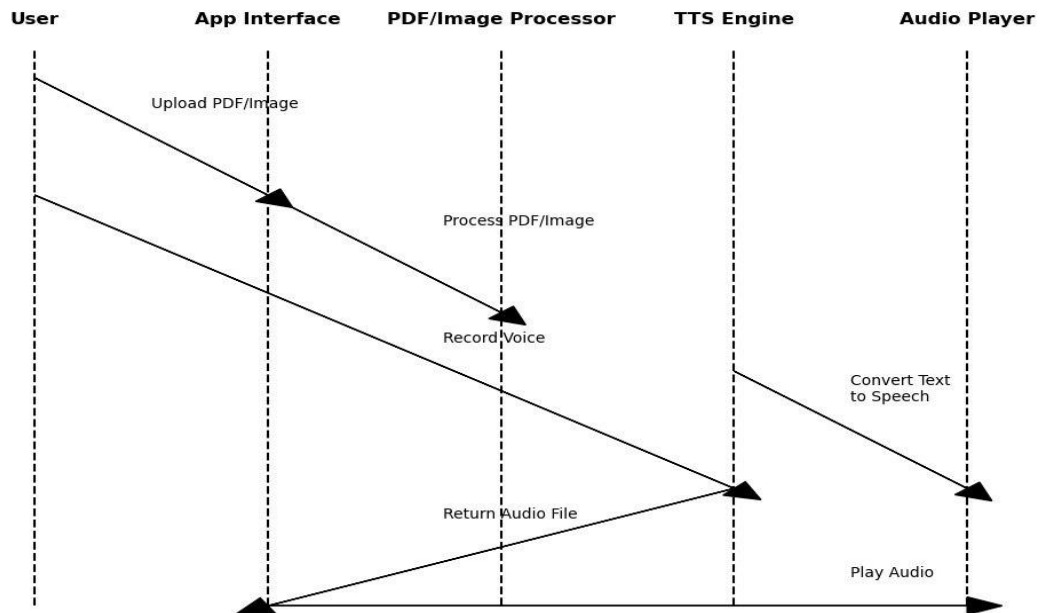 User
App Interface
PDF/Image Processor
TTS Engine
Audio Player
Upload PDF/Image
Process PDF/Image
Record Voice
Convert Text
to Speech
Return Audio File
Play Audio